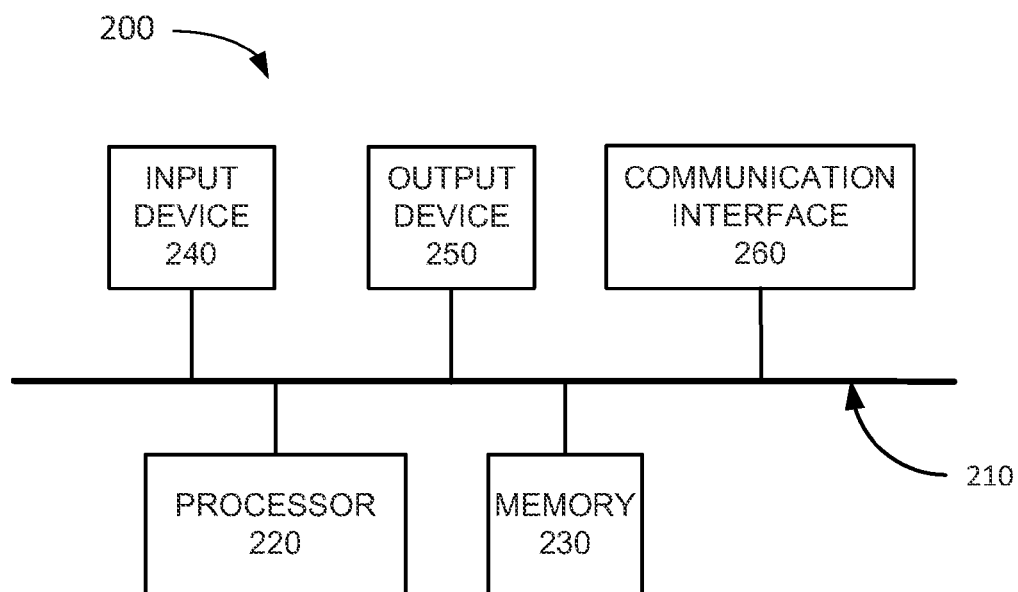 200
INPUT
DEVICE
240
OUTPUT
DEVICE
250
COMMUNICATION
INTERFACE
260
210
PROCESSOR
220
MEMORY
230